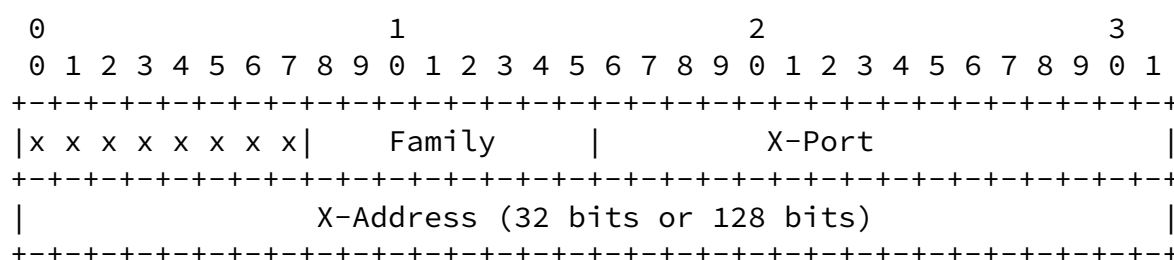 0                   1                   2                   3
 0 1 2 3 4 5 6 7 8 9 0 1 2 3 4 5 6 7 8 9 0 1 2 3 4 5 6 7 8 9 0 1
+-+-+-+-+-+-+-+-+-+-+-+-+-+-+-+-+-+-+-+-+-+-+-+-+-+-+-+-+-+-+-+-+
|x x x x x x x x|    Family     |         X-Port                |
+-+-+-+-+-+-+-+-+-+-+-+-+-+-+-+-+-+-+-+-+-+-+-+-+-+-+-+-+-+-+-+-+
|                X-Address (32 bits or 128 bits)                |
+-+-+-+-+-+-+-+-+-+-+-+-+-+-+-+-+-+-+-+-+-+-+-+-+-+-+-+-+-+-+-+-+